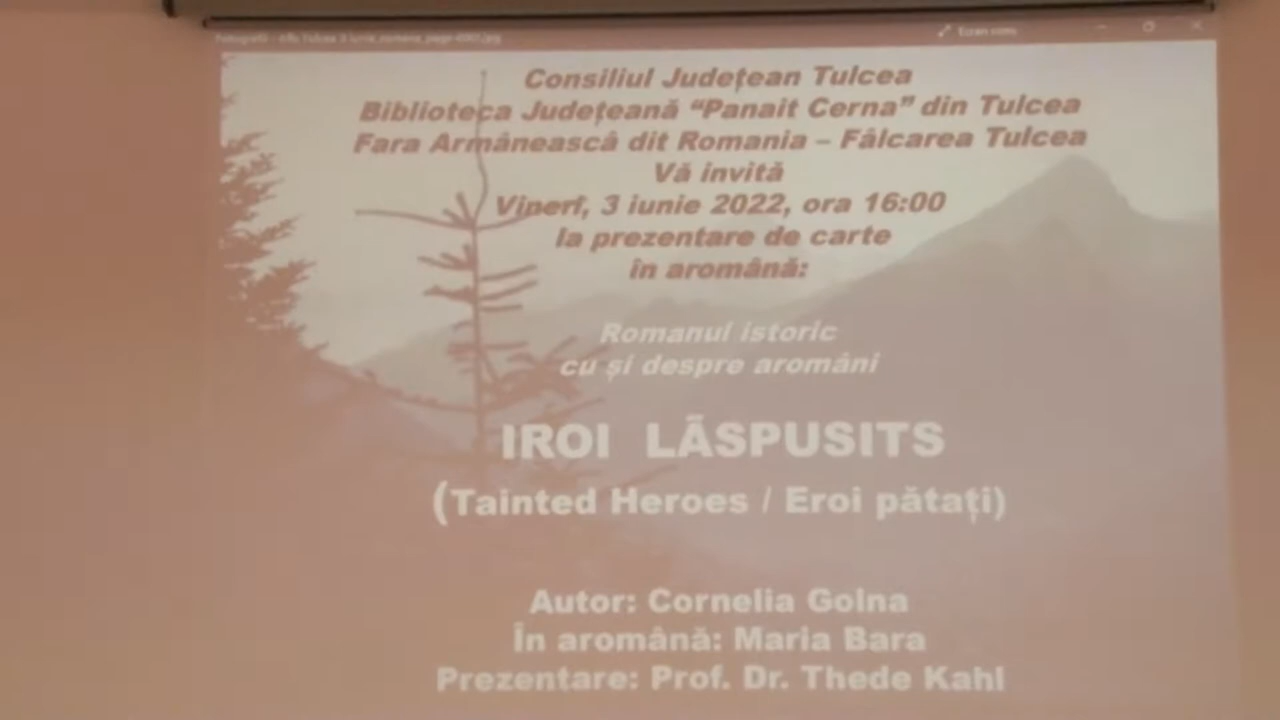 Ecran
Consiliul Județean Tulcea
Biblioteca Județeană “Panait Cerna” din Tulcea
Fara Armânească dit Romania – Fâlcarea Tulcea
Vă invită
Vineri, 3 iunie 2022, ora 16:00
la prezentare de carte
în aromână:
Romanul istoric
cu și despre aromâni
IROI LĂSPUSITS
(Tainted Heroes / Eroi pătați)
Autor: Cornelia Golna
În aromână: Maria Bara
Prezentare: Prof. Dr. Thede Kahl